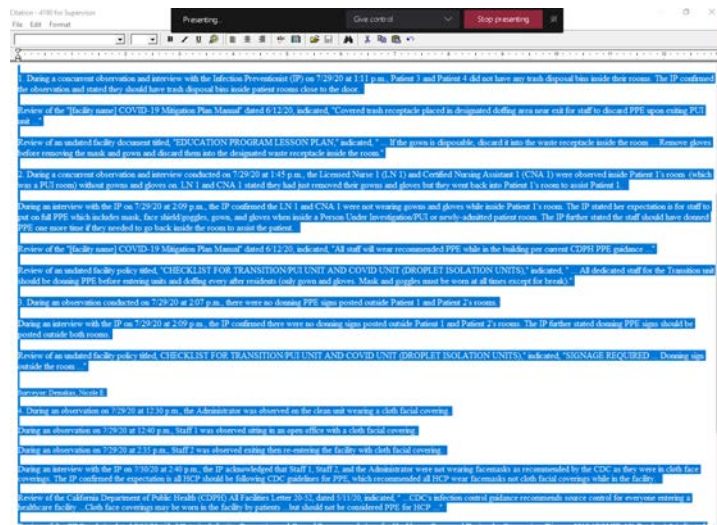 Citation - 4190 for Supervisor
File Edit Format
Presenting...
Give control
Stop presenting
1. During a concurrent observation and interview with the Infection Preventionist (IP) on 7/29/20 at 1:11 p.m., Patient 3 and Patient 4 did not have any trash disposal bins inside their rooms. The IP confirmed
the observation and stated they should have trash disposal bins inside patient rooms close to the door.
Review of the "[facility name] COVID-19 Mitigation Plan Manual" dated 6/12/20, indicated, "Covered trash receptacle placed in designated doffing area near exit for staff to discard PPE upon exiting PUI
unit ..."
Review of an undated facility document titled, "EDUCATION PROGRAM LESSON PLAN," indicated, " ... If the gown is disposable, discard it into the waste receptacle inside the room ... Remove gloves
before removing the mask and gown and discard them into the designated waste receptacle inside the room."
2. During a concurrent observation and interview conducted on 7/29/20 at 1:45 p.m., the Licensed Nurse 1 (LN 1) and Certified Nursing Assistant 1 (CNA 1) were observed inside Patient 1's room (which
was a PUI room) without gowns and gloves on. LN 1 and CNA 1 stated they had just removed their gowns and gloves but they went back into Patient 1's room to assist Patient 1.
During an interview with the IP on 7/29/20 at 2:09 p.m., the IP confirmed the LN 1 and CNA 1 were not wearing gowns and gloves while inside Patient 1's room. The IP stated her expectation is for staff to
put on full PPE which includes mask, face shield/goggles, gown, and gloves when inside a Person Under Investigation/PUI or newly-admitted patient room. The IP further stated the staff should have donned
PPE one more time if they needed to go back inside the room to assist the patient.
Review of the "[facility name] COVID-19 Mitigation Plan Manual" dated 6/12/20, indicated, "All staff will wear recommended PPE while in the building per current CDPH PPE guidance ..."
Review of an undated facility policy titled, "CHECKLIST FOR TRANSITION/PUI UNIT AND COVID UNIT (DROPLET ISOLATION UNITS)," indicated, " ... All dedicated staff for the Transition unit
should be donning PPE before entering units and doffing every after residents (only gown and gloves. Mask and goggles must be worn at all times except for break)."
3. During an observation conducted on 7/29/20 at 2:07 p.m., there were no donning PPE signs posted outside Patient 1 and Patient 2's rooms.
During an interview with the IP on 7/29/20 at 2:09 p.m., the IP confirmed there were no donning signs posted outside Patient 1 and Patient 2's rooms. The IP further stated donning PPE signs should be
posted outside both rooms.
Review of an undated facility policy titled, CHECKLIST FOR TRANSITION/PUI UNIT AND COVID UNIT (DROPLET ISOLATION UNITS)," indicated, "SIGNAGE REQUIRED ... Donning sign
outside the room ..."
Surveyor: Nicole
4. During an observation on 7/29/20 at 12:30 p.m., the Administrator was observed on the clean unit wearing a cloth facial covering.
During an observation on 7/29/20 at 12:40 p.m., Staff 1 was observed sitting in an open office with a cloth facial covering.
During an observation on 7/29/20 at 2:35 p.m., Staff 2 was observed exiting then re-entering the facility with cloth facial covering.
During an interview with the IP on 7/30/20 at 2:40 p.m., the IP acknowledged that Staff 1, Staff 2, and the Administrator were not wearing facemasks as recommended by the CDC as they were in cloth face
coverings. The IP confirmed the expectation is all HCP should be following CDC guidelines for PPE, which recommended all HCP wear facemasks not cloth facial coverings while in the facility.
Review of the California Department of Public Health (CDPH) All Facilities Letter 20-52, dated 5/11/20, indicated, " ... CDC's infection control guidance recommends source control for everyone entering a
healthcare facility ... Cloth face coverings may be worn in the facility by patients ... but should not be considered PPE for HCP ..."